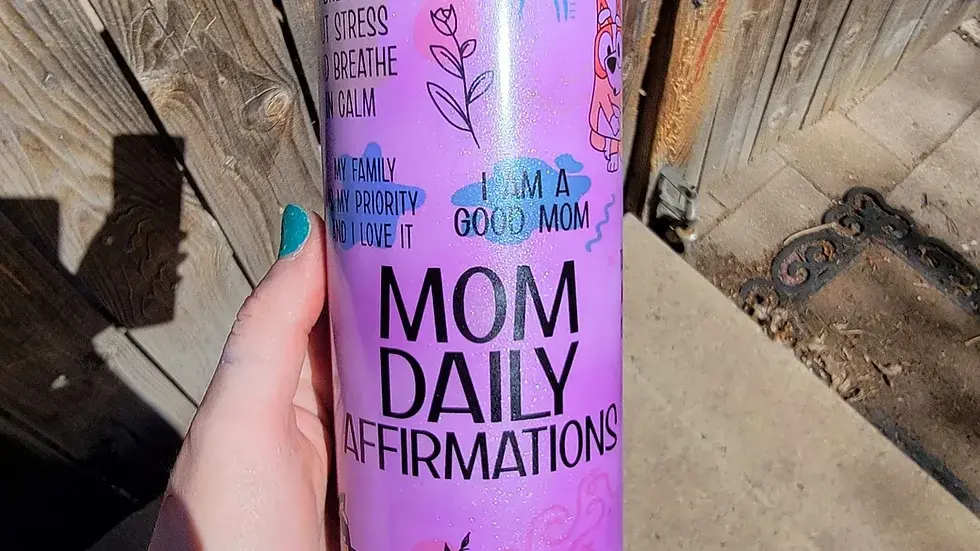 STRESS
BREATHE
CALM
MY FAMILY
MY PRIORITY
AND I LOVE IT
I AM A
GOOD MOM
MOM
DAILY
AFFIRMATIONS